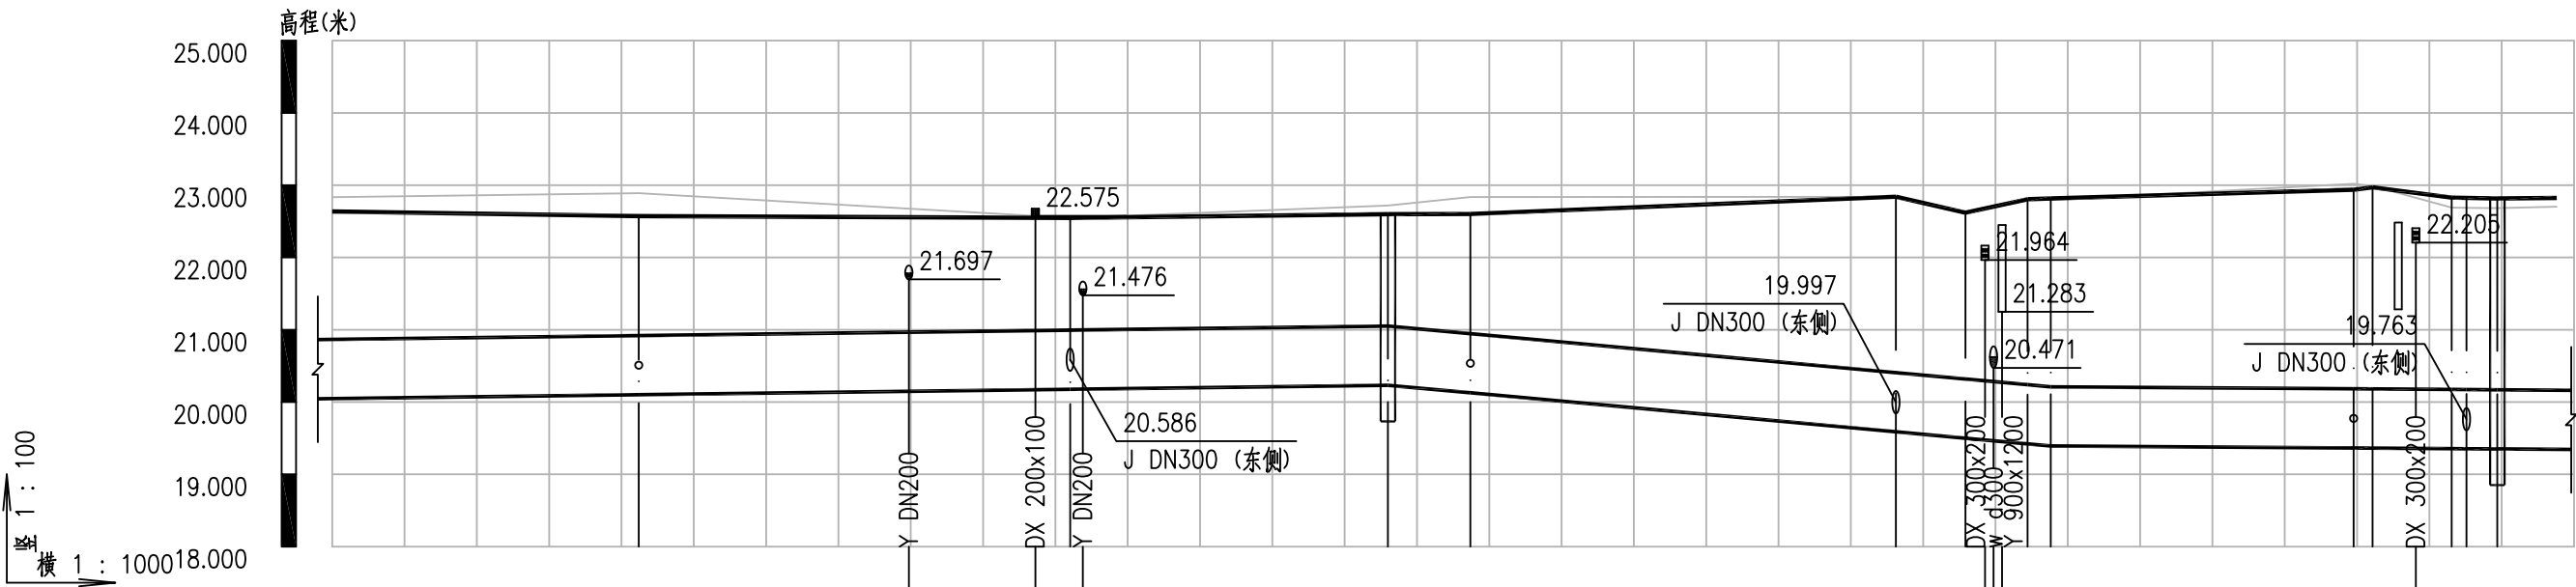 高程(米)
25.000
24.000
23.000
22.000
21.000
20.000
19.000
18.000
竖 1 : 100
横 1 : 1000
21.697
Y DN200
22.575
DX 200x100
21.476
Y DN200
20.586
J DN300 (东侧)
19.997
J DN300 (东侧)
21.964
DX 300x200
20.471
W d300
21.283
Y 900x1200
19.763
J DN300 (东侧)
22.205
DX 300x200